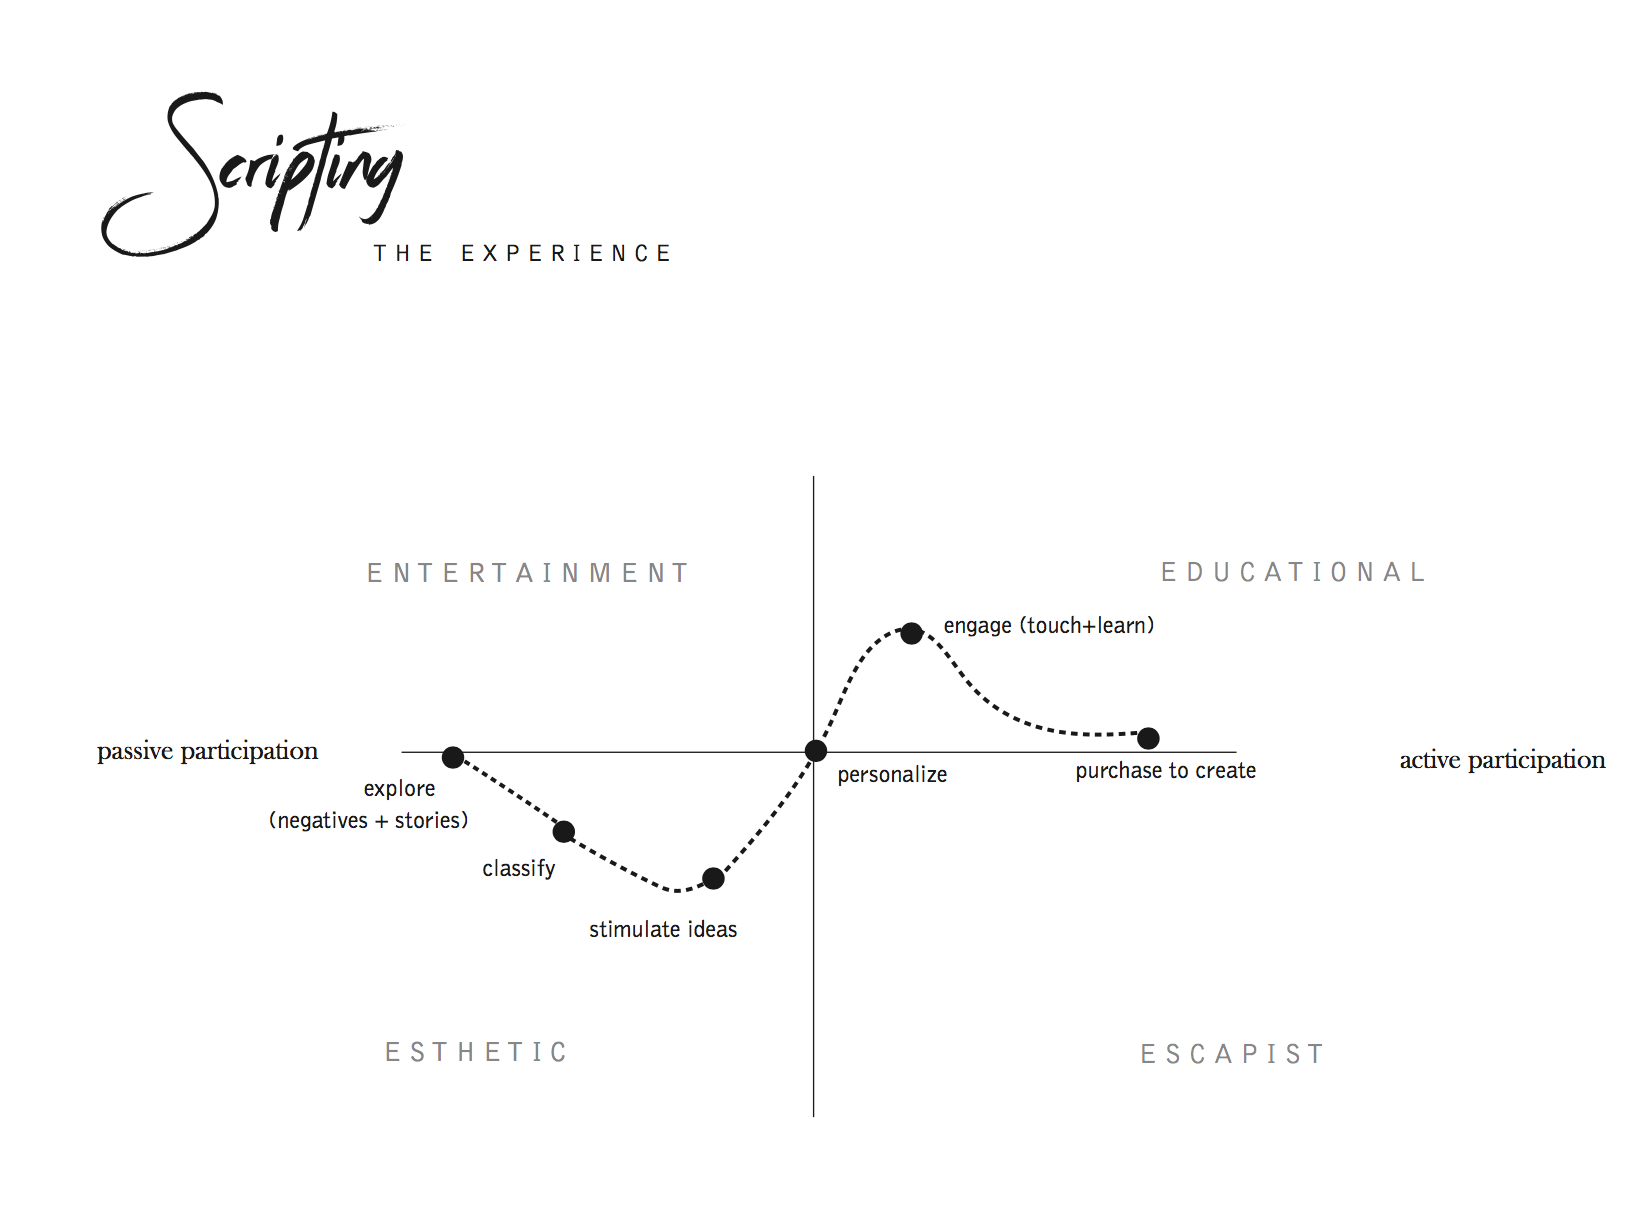 Scripting
THE EXPERIENCE
ENTERTAINMENT
EDUCATIONAL
engage (touch+learn)
passive participation
active participation
explore
(negatives + stories)
personalize
purchase to create
classify
stimulate ideas
ESTHETIC
ESCAPIST